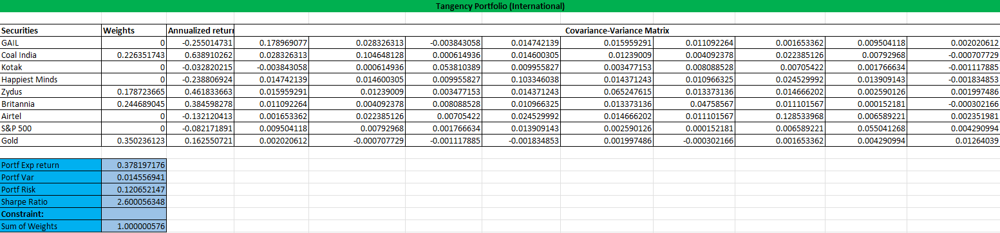 Tangency Portfolio (International)
Securities Weights Annualized return Covariance-Variance Matrix
GAIL 0 -0.255014731 0.178969077 0.028326313 -0.003843058 0.014742139 0.015959291 0.011092264 0.001653362 0.009504118 0.002020612
Coal India 0.226351743 0.638910262 0.028326313 0.104648128 0.000614936 0.014600305 0.01239009 0.004092378 0.022385126 0.00792968 -0.000707729
Kotak 0 -0.032820215 -0.003843058 0.000614936 0.053810389 0.009955827 0.003477153 0.008088528 0.00705422 0.001766634 -0.001117885
Happiest Minds 0 -0.238806924 0.014742139 0.014600305 0.009955827 0.103346038 0.014371243 0.010966325 0.024529992 0.013909143 -0.001834853
Zydus 0.178723665 0.461833663 0.015959291 0.01239009 0.003477153 0.014371243 0.065247615 0.013373136 0.014666202 0.002590126 0.001997486
Britannia 0.244689045 0.384598278 0.011092264 0.004092378 0.008088528 0.010966325 0.013373136 0.04758567 0.011101567 0.000152181 -0.000302166
Airtel 0 -0.132120413 0.001653362 0.022385126 0.00705422 0.024529992 0.014666202 0.011101567 0.128533968 0.006589221 0.002351981
S&P 500 0 -0.082171891 0.009504118 0.00792968 0.001766634 0.013909143 0.002590126 0.000152181 0.006589221 0.055041268 0.004290994
Gold 0.350236123 0.162550721 0.002020612 -0.000707729 -0.001117885 -0.001834853 0.001997486 -0.000302166 0.001653362 0.004290994 0.01264039
Portf Exp return 0.378197176
Portf Var 0.014556941
Portf Risk 0.120652147
Sharpe Ratio 2.600056348
Constraint:
Sum of Weights 1.000000576